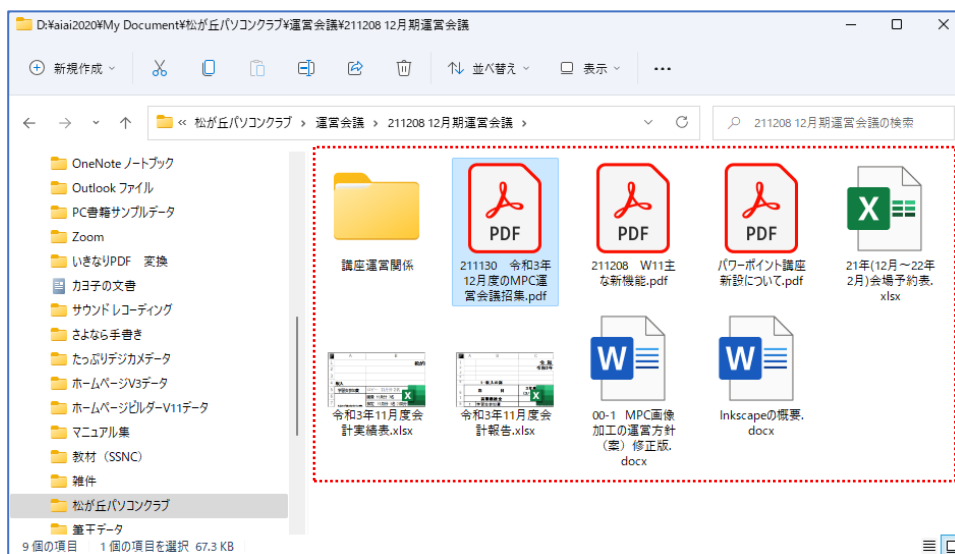 D:¥aiai2020¥My Document¥松が丘パソコンクラブ¥運営会議¥211208 12月期運営会議
新規作成
並べ替え
表示
« 松が丘パソコンクラブ › 運営会議 › 211208 12月期運営会議 ›
211208 12月期運営会議の検索
OneNote ノートブック
Outlook ファイル
PC書籍サンプルデータ
Zoom
いきなりPDF 変換
カヨ子の文書
サウンド レコーディング
さよなら手書き
たっぷりデジカメデータ
ホームページV3データ
ホームページビルダーV11データ
マニュアル集
教材（SSNC）
雑件
松が丘パソコンクラブ
筆王データ
講座運営関係
PDF
211130 令和3年
12月度のMPC運
営会議招集.pdf
PDF
211208 W11主
な新機能.pdf
PDF
パワーポイント講座
新設について.pdf
X
21年(12月～22年
2月)会場予約表.
xlsx
令和3年11月度会
計実績表.xlsx
令和3年11月度会
計報告.xlsx
W
00-1 MPC画像
加工の運営方針
（案）修正版.
docx
W
Inkscapeの概要.
docx
9 個の項目
1 個の項目を選択 67.3 KB